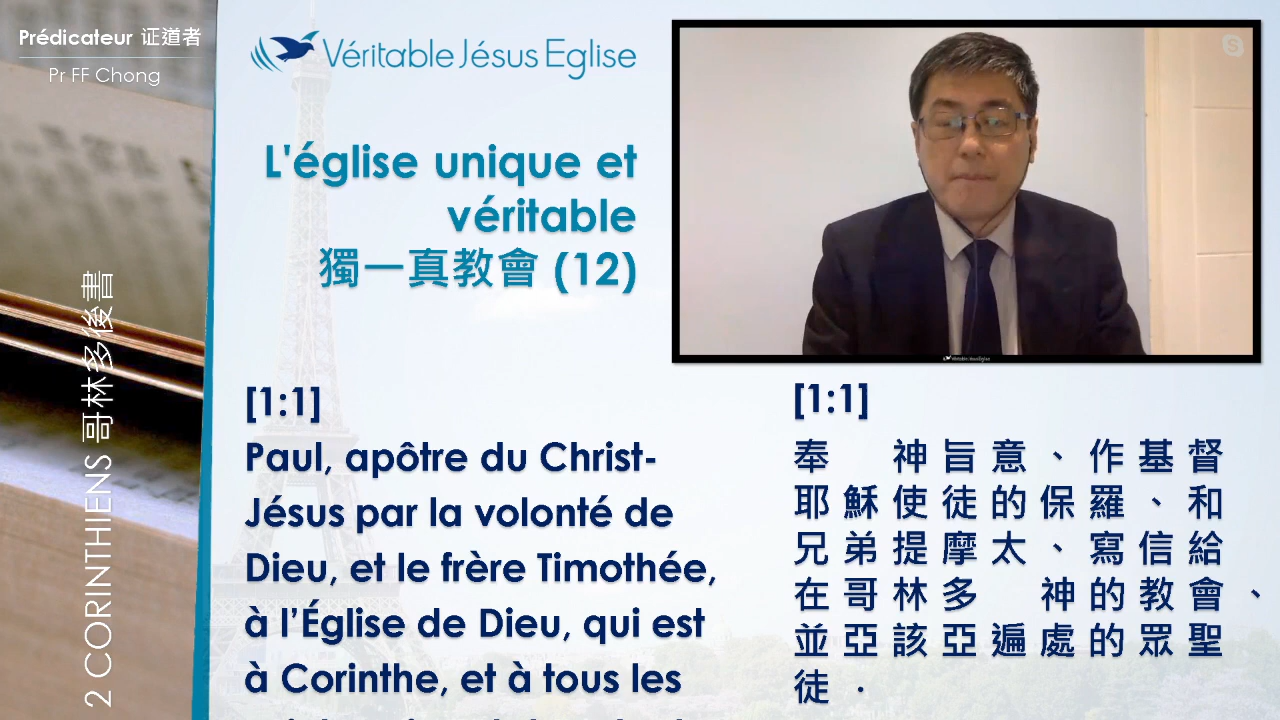 Prédicateur 证道者
Pr FF Chong
2 CORINTHIENS 哥林多後書
Véritable Jésus Eglise
L'église unique et
véritable
獨一真教會 (12)
[1:1]
Paul, apôtre du Christ-
Jésus par la volonté de
Dieu, et le frère Timothée,
à l’Église de Dieu, qui est
à Corinthe, et à tous les
[1:1]
奉　神旨意、作基督
耶穌使徒的保羅、和
兄弟提摩太、寫信給
在哥林多　神的教會、
並亞該亞遍處的眾聖
徒．